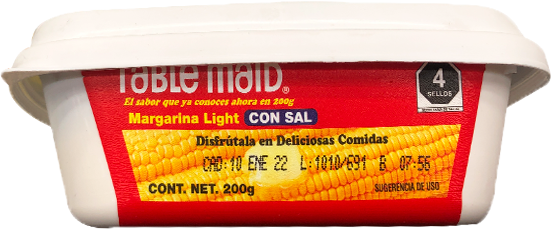 TABLE MAID®
El sabor que ya conoces ahora en 200g
Margarina Light CON SAL
4
SELLOS
Disfrútala en Deliciosas Comidas
CAD:10 ENE 22 L:1010/691 B 07:56
CONT. NET. 200g
SUGERENCIA DE USO